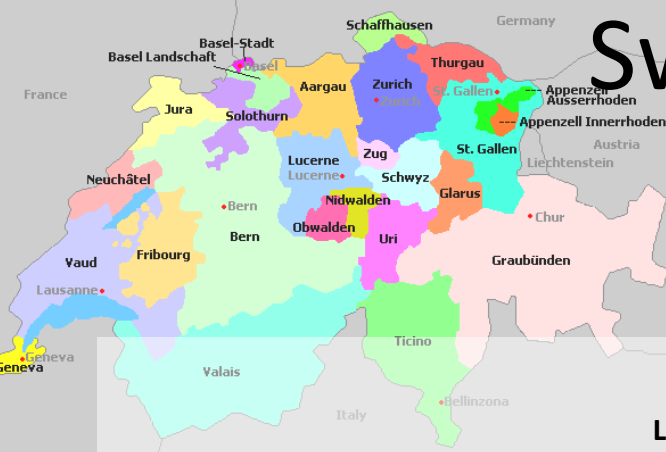 Schaffhausen
Germany
Sv
Basel-Stadt
Basel Landschaft
Basel
Thurgau
Aargau
Zurich
Zurich
St. Gallen
Appenzell
Ausserrhoden
Appenzell Innerrhoden
France
Jura
Solothurn
Austria
St. Gallen
Lucerne
Zug
Liechtenstein
Lucerne
Schwyz
Neuchâtel
Glarus
Nidwalden
Bern
Chur
Obwalden
Bern
Uri
Fribourg
Vaud
Graubünden
Lausanne
Ticino
Geneva
Geneva
Valais
Bellinzona
Italy
L